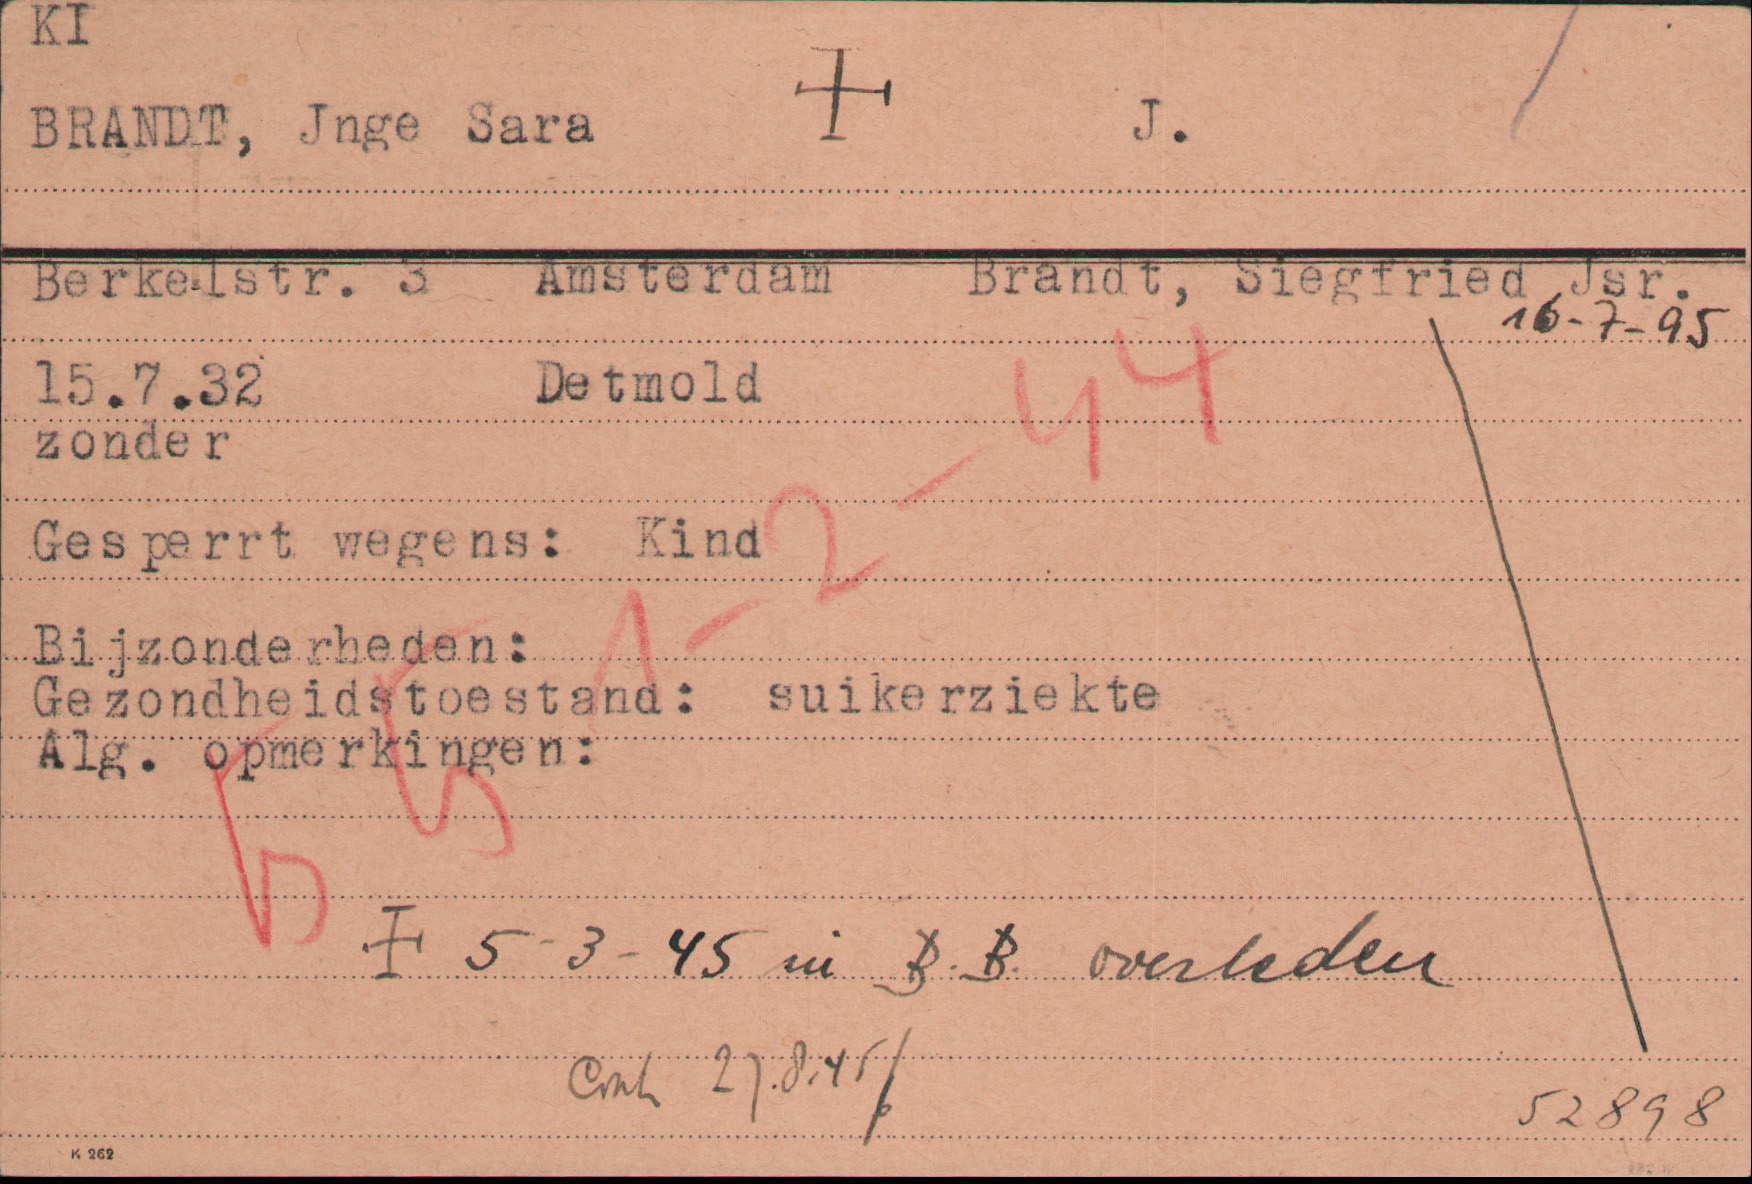 KI
BRANDT, Jnge Sara J.
Berkelstr. 3 Amsterdam Brandt, Siegfried Jsr.
16-7-95
15.7.32 Detmold
zonder
Gesperrt wegens: Kind
Bijzonderheden:
Gezondheidstoestand: suikerziekte
Alg. opmerkingen:
1-2-44
+ 5-3-45 in B.B. overleden
27.8.45
52898
K 262